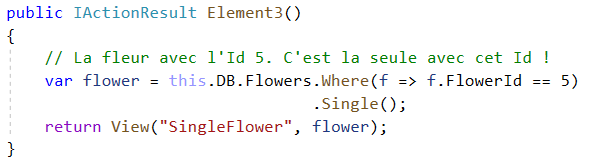 public IActionResult Element3()
{
    // La fleur avec l'Id 5. C'est la seule avec cet Id !
    var flower = this.DB.Flowers.Where(f => f.FlowerId == 5)
                                .Single();
    return View("SingleFlower", flower);
}